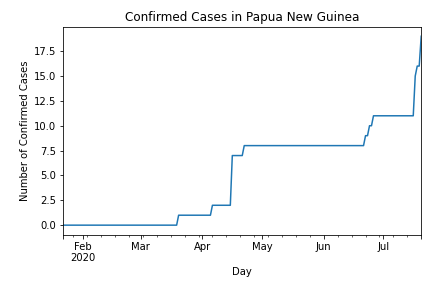 Confirmed Cases in Papua New Guinea
Number of Confirmed Cases
17.5
15.0
12.5
10.0
7.5
5.0
2.5
0.0
Feb Mar Apr May Jun Jul
2020
Day